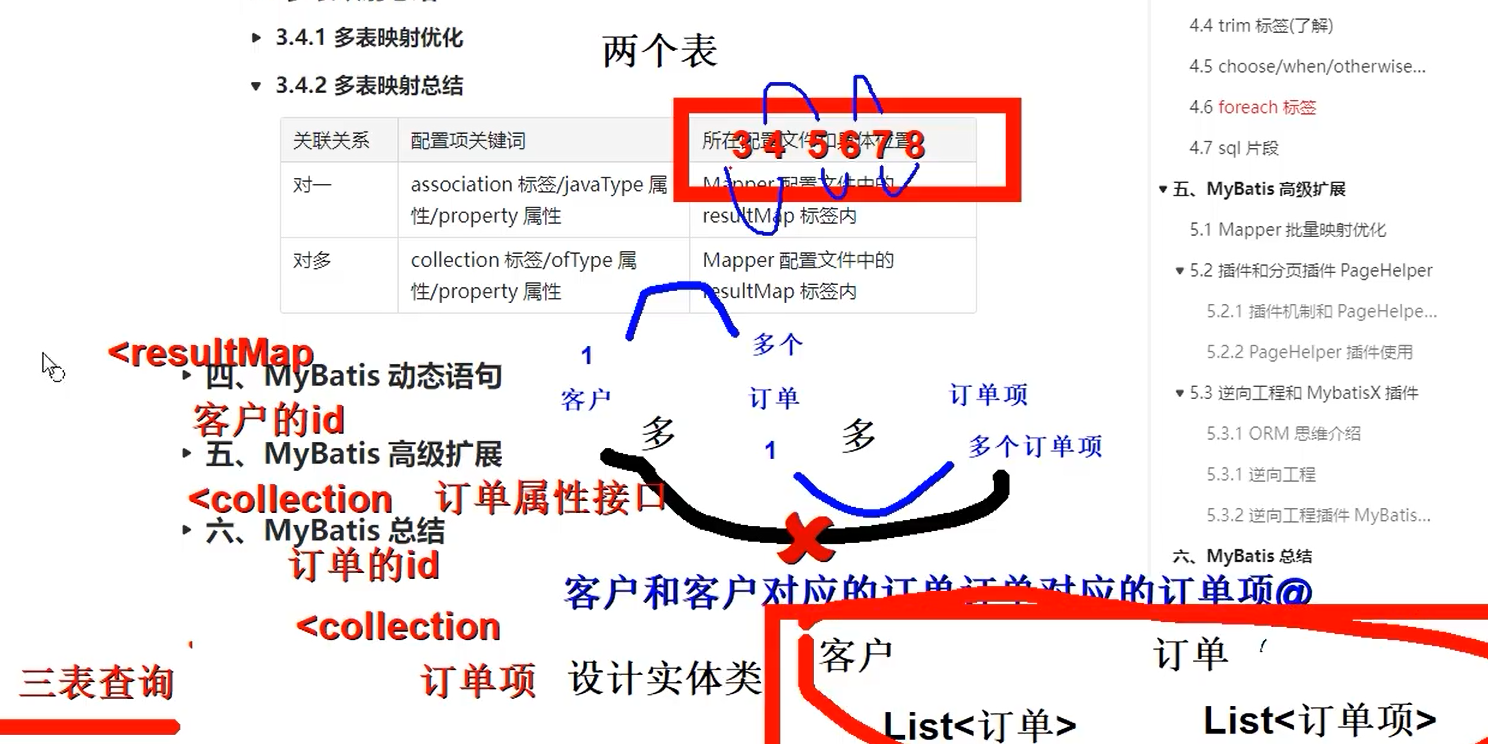 3.4.1 多表映射优化
两个表
3.4.2 多表映射总结
关联关系
配置项关键词
所在配置文件和具体位置
3 4 5 6 7 8
对一
association 标签/javaType 属
性/property 属性
Mapper 配置文件中的
resultMap 标签内
对多
collection 标签/ofType 属
性/property 属性
Mapper 配置文件中的
resultMap 标签内
<resultMap
四、MyBatis 动态语句
客户的id
五、MyBatis 高级扩展
<collection 订单属性接口
六、MyBatis 总结
订单的id
<collection
三表查询
订单项
1
多个
客户
订单
订单项
多
多
1
多个订单项
客户和客户对应的订单订单对应的订单项@
设计实体类
客户
订单
List<订单>
List<订单项>
4.4 trim 标签(了解)
4.5 choose/when/otherwise...
4.6 foreach 标签
4.7 sql 片段
五、MyBatis 高级扩展
5.1 Mapper 批量映射优化
5.2 插件和分页插件 PageHelper
5.2.1 插件机制和 PageHelpe...
5.2.2 PageHelper 插件使用
5.3 逆向工程和 MybatisX 插件
5.3.1 ORM 思维介绍
5.3.1 逆向工程
5.3.2 逆向工程插件 MyBatis...
六、MyBatis 总结